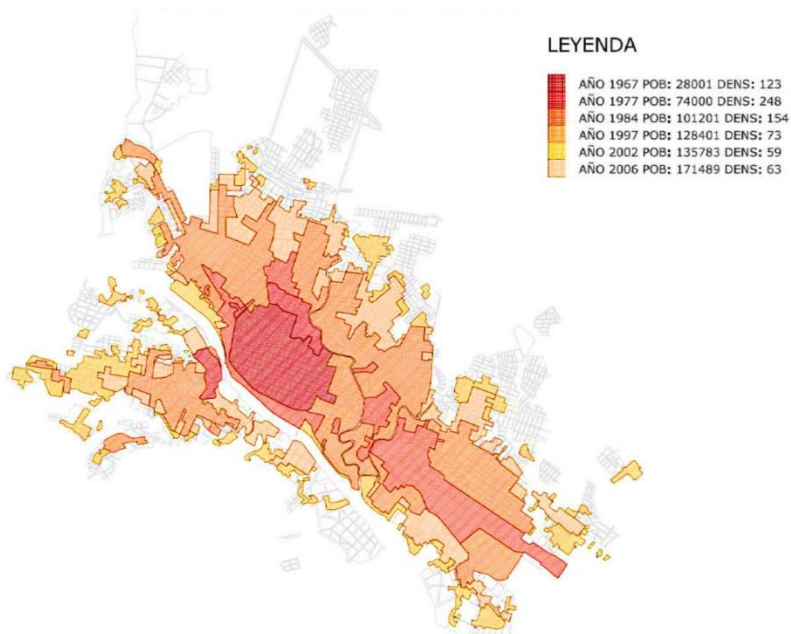 LEYENDA
AÑO 1967 POB: 28001 DENS: 123
AÑO 1977 POB: 74000 DENS: 248
AÑO 1984 POB: 101201 DENS: 154
AÑO 1997 POB: 128401 DENS: 73
AÑO 2002 POB: 135783 DENS: 59
AÑO 2006 POB: 171489 DENS: 63